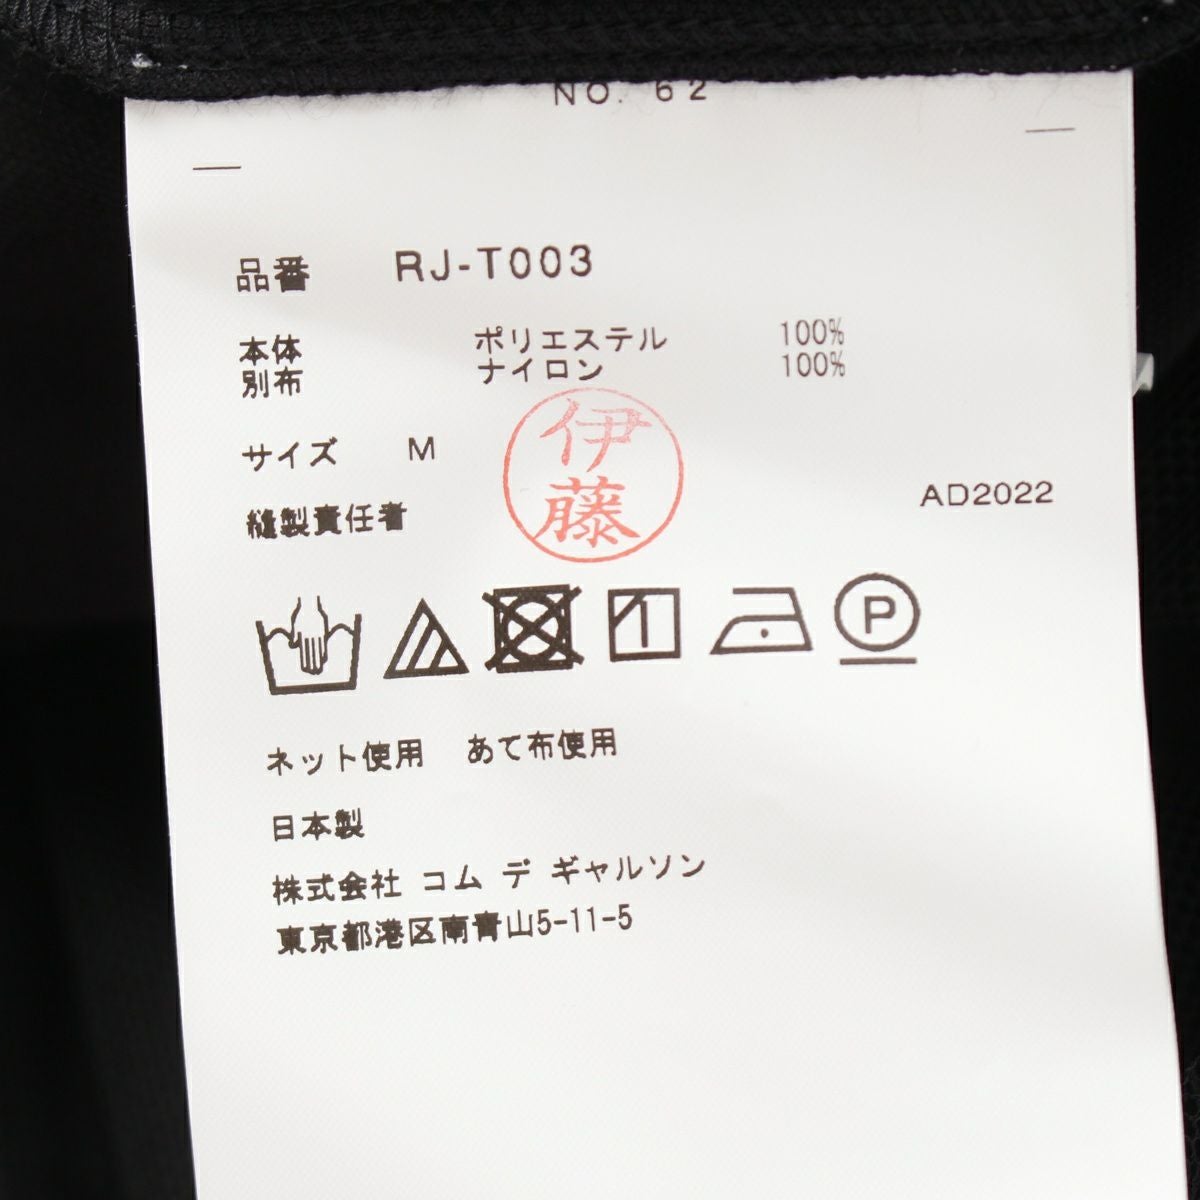 NO. 62
品番 RJ-T003
本体 ポリエステル 100%
別布 ナイロン 100%
サイズ M
伊藤
縫製責任者
AD2022
P
ネット使用 あて布使用
日本製
株式会社 コム デ ギャルソン
東京都港区南青山5-11-5